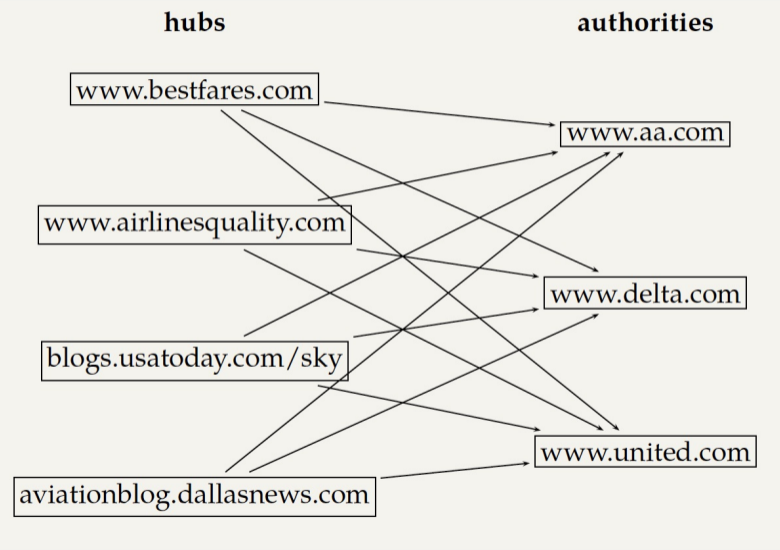 hubs
authorities
www.bestfares.com
www.aa.com
www.airlinesquality.com
www.delta.com
blogs.usatoday.com/sky
www.united.com
aviationblog.dallasnews.com